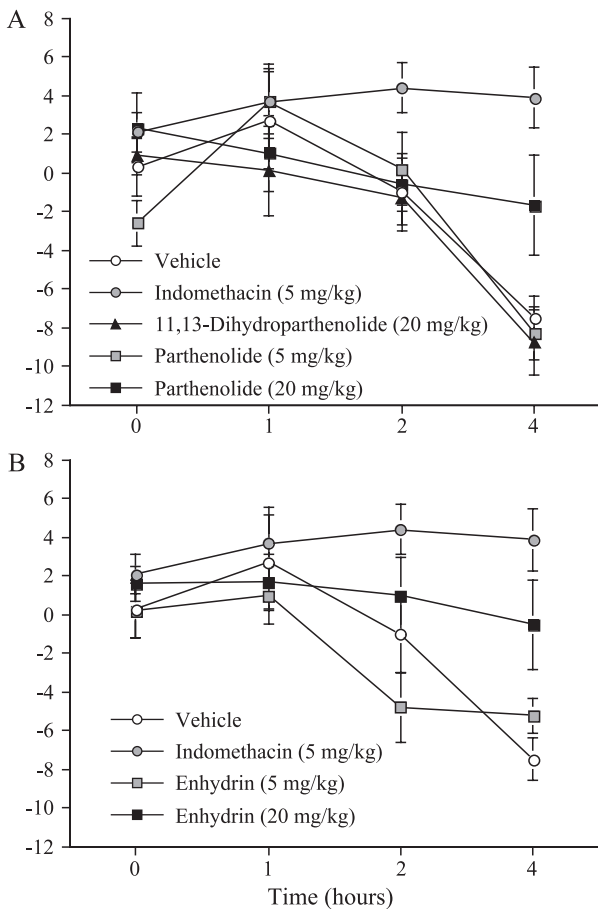 A
8
6
4
2
0
-2
-4
-6
-8
-10
-12
Vehicle
Indomethacin (5 mg/kg)
11,13-Dihydroparthenolide (20 mg/kg)
Parthenolide (5 mg/kg)
Parthenolide (20 mg/kg)
0 1 2 4
B
8
6
4
2
0
-2
-4
-6
-8
-10
-12
Vehicle
Indomethacin (5 mg/kg)
Enhydrin (5 mg/kg)
Enhydrin (20 mg/kg)
0 1 2 4
Time (hours)